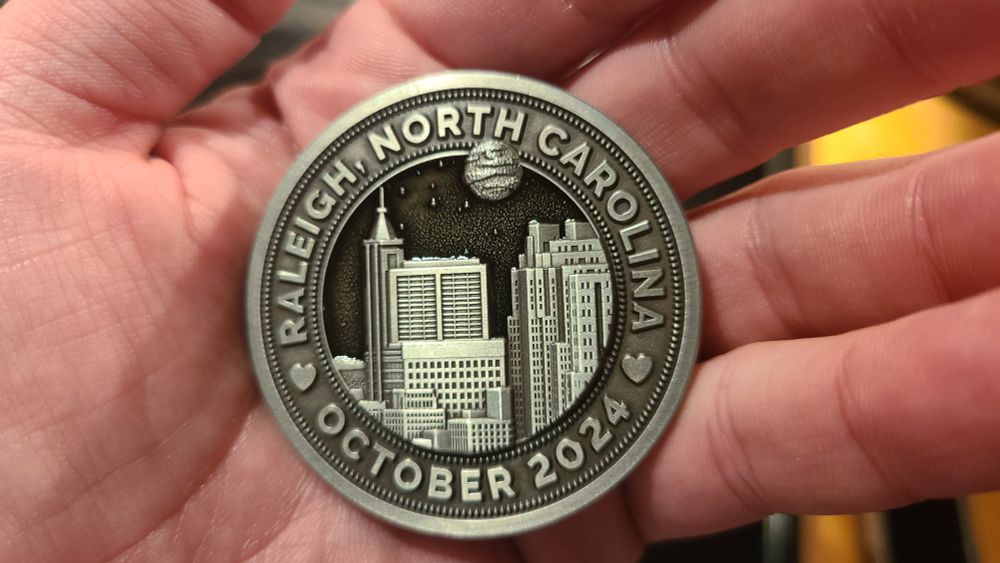 RALEIGH, NORTH CAROLINA
OCTOBER 2024